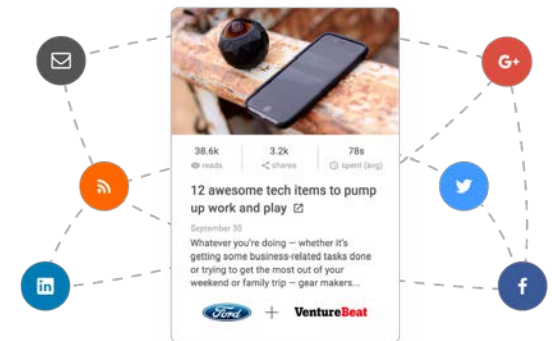 38.6k 3.2k 78s
reads shares spent (avg)
12 awesome tech items to pump
up work and play
September 30
Whatever you're doing — whether it's
getting some business-related tasks done
or trying to get the most out of your
weekend or family trip — gear makers...
Ford + VentureBeat
G+
in
f